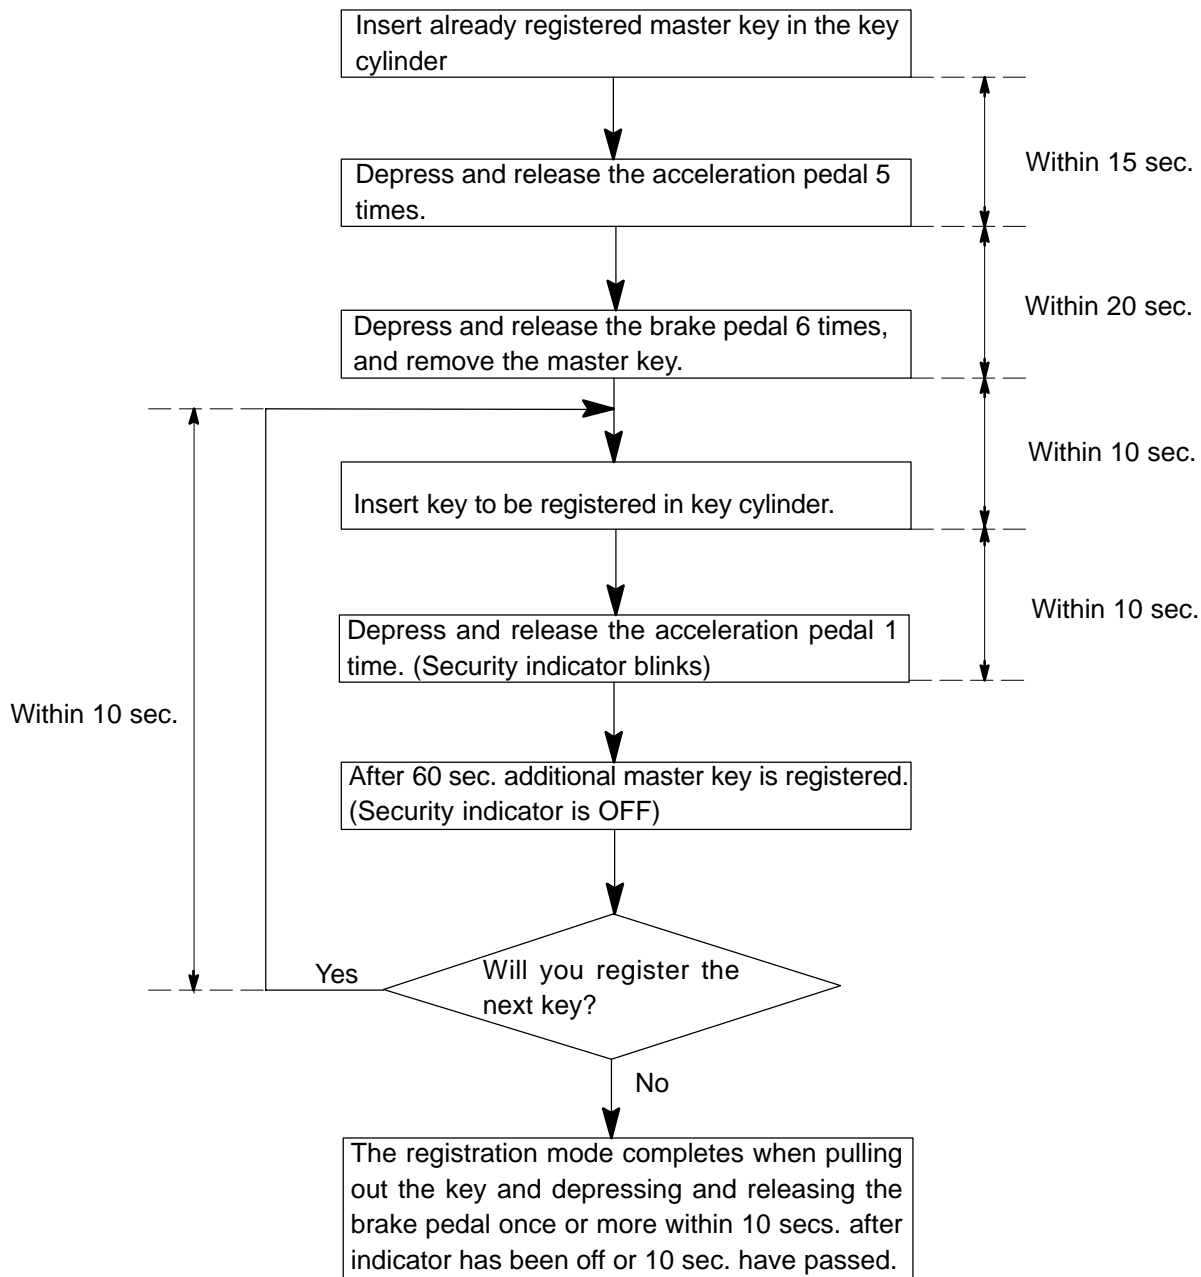 Insert already registered master key in the key
cylinder
Within 15 sec.
Depress and release the acceleration pedal 5
times.
Within 20 sec.
Depress and release the brake pedal 6 times,
and remove the master key.
Within 10 sec.
Insert key to be registered in key cylinder.
Within 10 sec.
Depress and release the acceleration pedal 1
time. (Security indicator blinks)
Within 10 sec.
After 60 sec. additional master key is registered.
(Security indicator is OFF)
Will you register the
next key?
Yes
No
The registration mode completes when pulling
out the key and depressing and releasing the
brake pedal once or more within 10 secs. after
indicator has been off or 10 sec. have passed.